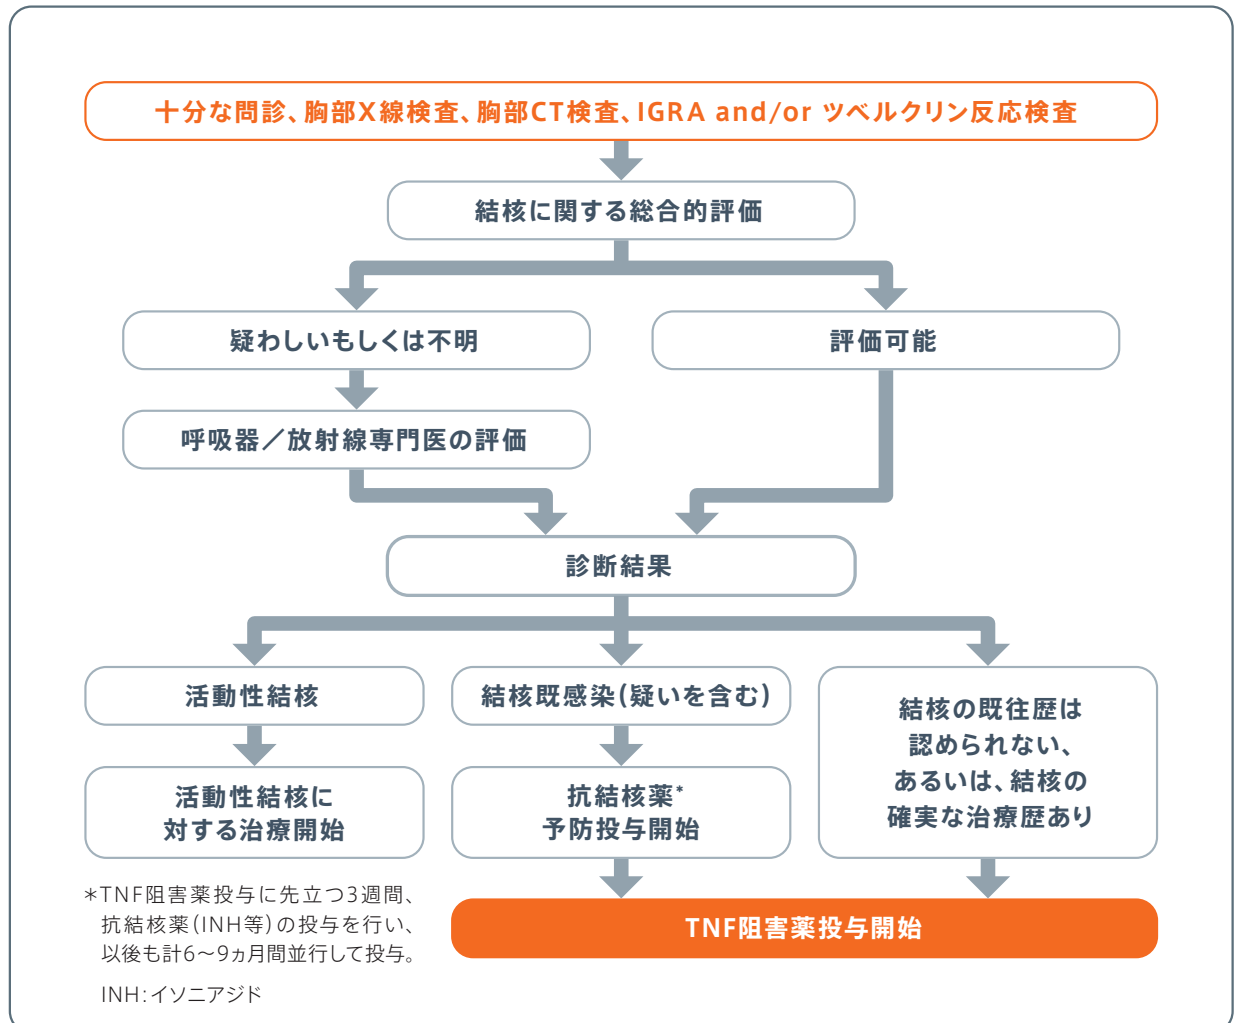 十分な問診、胸部X線検査、胸部CT検査、IGRA and/or ツベルクリン反応検査
結核に関する総合的評価
疑わしいもしくは不明
評価可能
呼吸器／放射線専門医の評価
診断結果
活動性結核
結核既感染(疑いを含む)
結核の既往歴は
認められない、
あるいは、結核の
確実な治療歴あり
活動性結核に
対する治療開始
抗結核薬*
予防投与開始
TNF阻害薬投与開始
*TNF阻害薬投与に先立つ3週間、
抗結核薬(INH等)の投与を行い、
以後も計6〜9ヵ月間並行して投与。
INH:イソニアジド